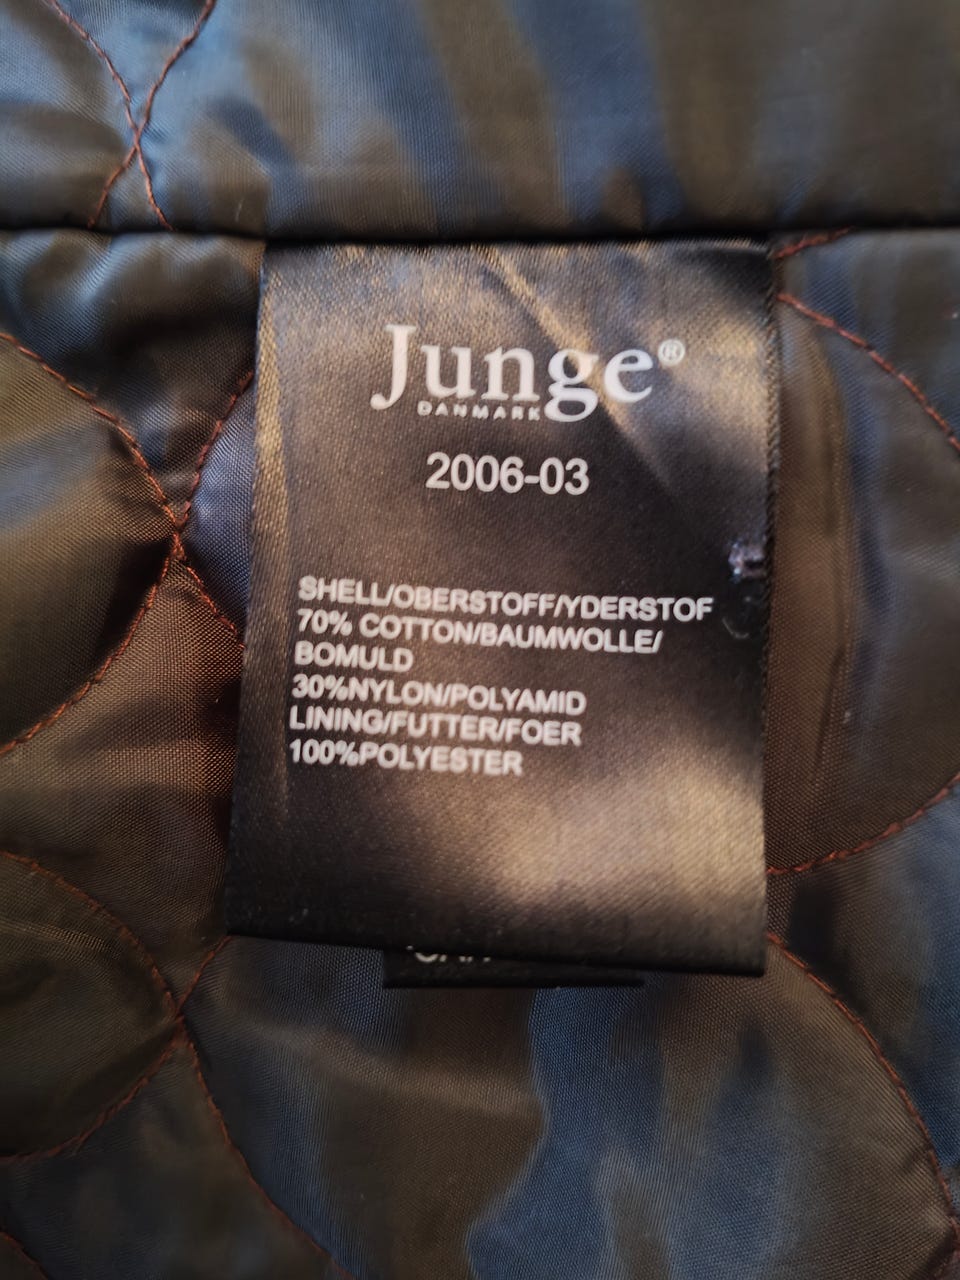 Junge®
DANMARK
2006-03
SHELL/OBERSTOFF/YDERSTOF
70% COTTON/BAUMWOLLE/
BOMULD
30%NYLON/POLYAMID
LINING/FUTTER/FOER
100%POLYESTER